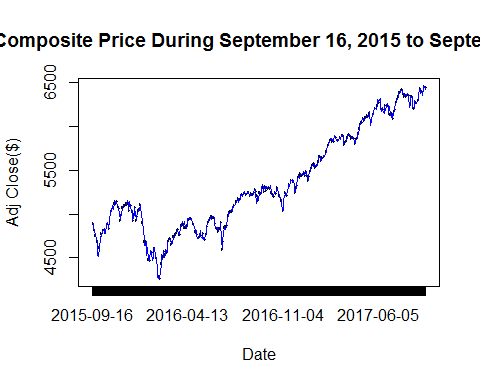 Composite Price During September 16, 2015 to Septe
6500
5500
4500
Adj Close($)
2015-09-16 2016-04-13 2016-11-04 2017-06-05
Date